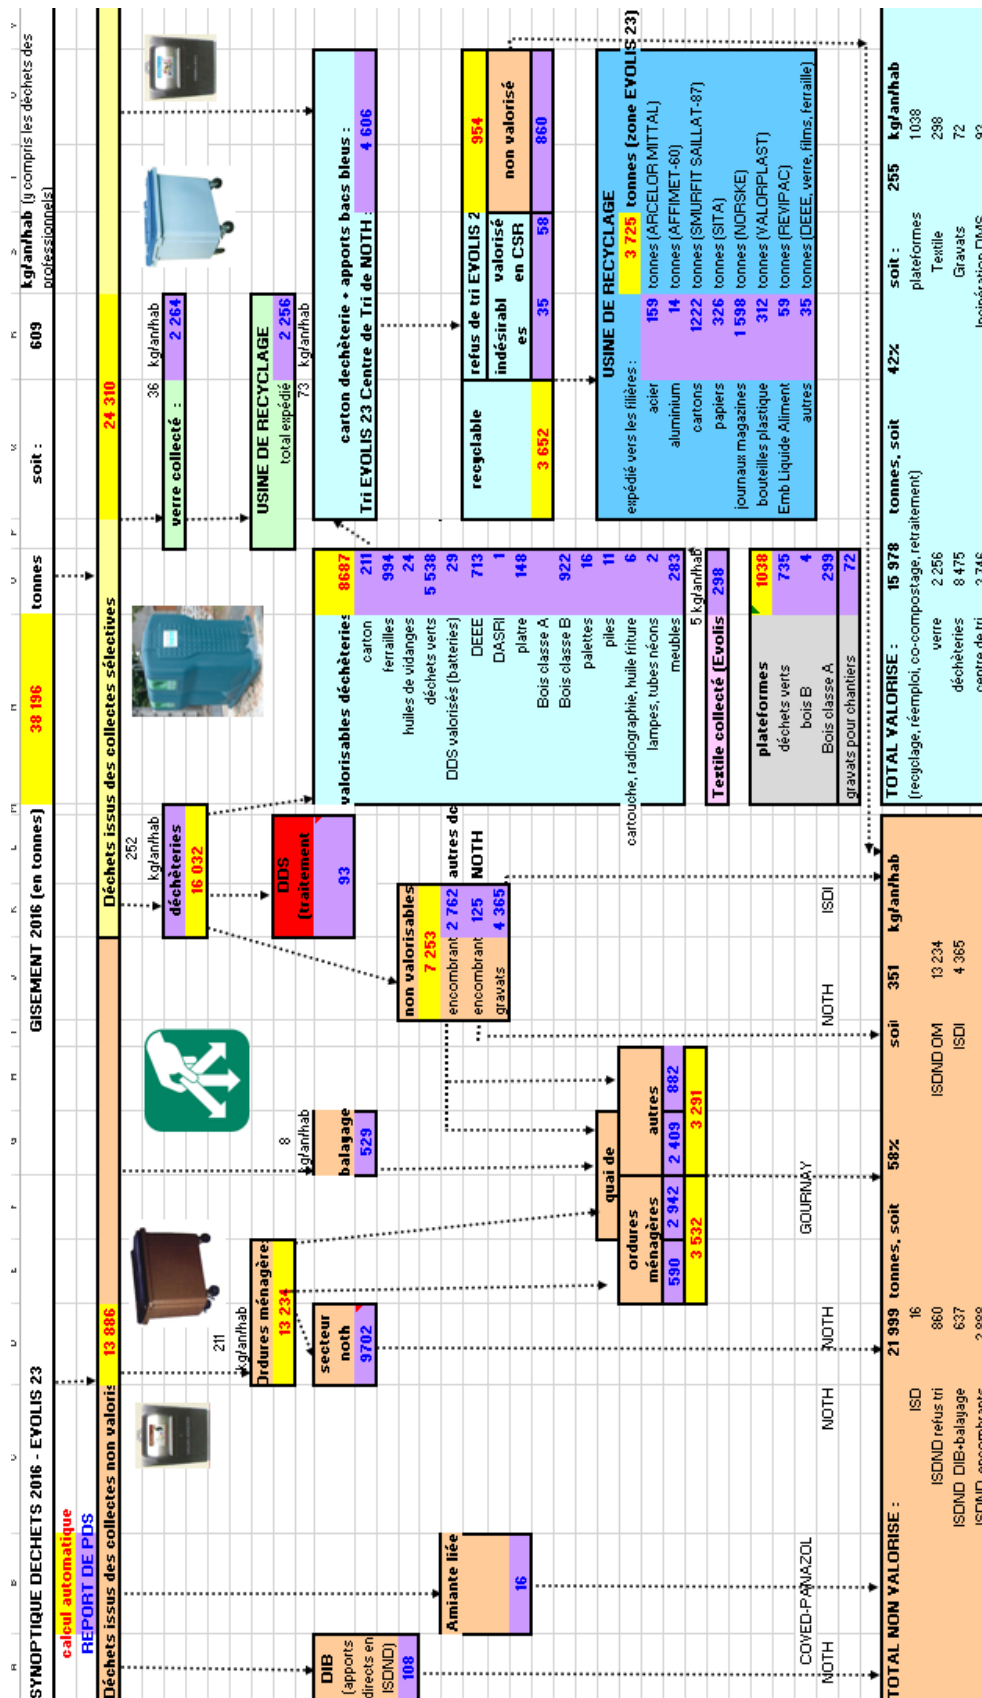 SYNOPTIQUE DECHETS 2016 - EVOLIS 23
GISEMENT 2016 (en tonnes)
38 196
tonnes
soit :
609
kg/an/hab (y compris les déchets des
professionnels)
calcul automatique
REPORT DE PDS
Déchets issus des collectes non valoris
13 886
Déchets issus des collectes sélectives
24 310
211
kg/an/hab
252
kg/an/hab
36
kg/an/hab
déchèteries
16 032
verre collecté :
2 264
Ordures ménagère
13 234
8
kg/an/hab
USINE DE RECYCLAGE
total expédié
2 256
73
kg/an/hab
DDS
(traitement
93
DIB
(apports
directs en
ISDND)
108
secteur
noth
9702
balayage
529
valorisables déchèteries
8687
carton
211
ferrailles
994
huiles de vidanges
24
déchets verts
5 538
DDS valorisés (batteries)
29
DEEE
713
DASRI
1
platre
148
Bois classe A
Bois classe B
922
palettes
16
piles
11
cartouche, radiographie, huile friture
6
lampes, tubes néons
2
meubles
283
5 kg/an/hab
carton dechèterie + apports bacs bleus :
Tri EVOLIS 23 Centre de Tri de NOTH :
4 606
non valorisables
7 253
encombrant
2 762
autres de
encombrant
125
NOTH
gravats
4 365
Amiante liée
16
recyclable
3 652
refus de tri EVOLIS 2
954
indésirabl
es
valorisé
en CSR
non valorisé
35
58
860
quai de
ordures
ménagères
autres
590
2 942
2 409
882
3 532
3 291
USINE DE RECYCLAGE
expédié vers les filières :
3 725
tonnes (zone EVOLIS 23)
acier
159
tonnes (ARCELOR MITTAL)
aluminium
14
tonnes (AFFIMET-60)
cartons
1222
tonnes (SMURFIT SAILLAT-87)
papiers
326
tonnes (SITA)
journaux magazines
1 598
tonnes (NORSKE)
bouteilles plastique
312
tonnes (VALORPLAST)
Emb Liquide Aliment
59
tonnes (REVIPAC)
autres
35
tonnes (DEEE, verre, films, ferraille)
Textile collecté (Evolis
298
plateformes
1038
déchets verts
735
bois B
4
Bois classe A
299
gravats pour chantiers
72
COVED-PANAZOL
GOURNAY
NOTH
NOTH
NOTH
NOTH
ISDI
TOTAL NON VALORISE :
21 999
tonnes, soit
58%
soit
351
kg/an/hab
ISD
16
ISDND refus tri
860
ISDND OM
13 234
ISDND DIB+balayage
637
ISDI
4 365
ISDND encombrants
2 888
TOTAL VALORISE :
15 978
tonnes, soit
42%
soit :
255
kg/an/hab
(recyclage, réemploi, co-compostage, retraitement)
plateformes
1038
verre
2 256
Textile
298
déchèteries
8 475
Gravats
72
centre de tri
3 746
Incinération DMS
93